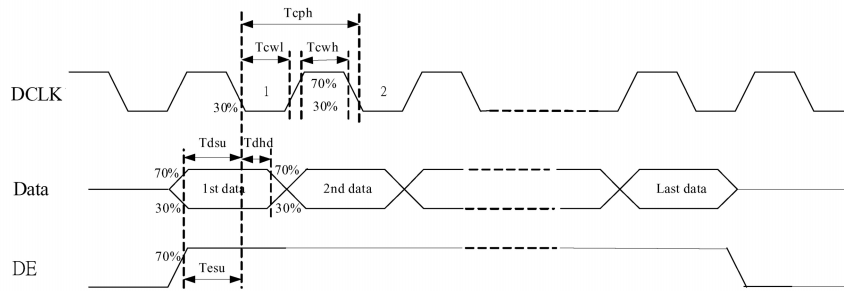 Tcph
Tcwl Tcwh
DCLK 30% 1 70% 30% 2
Tdsu Tdhd
70% 70%
Data 1st data 2nd data Last data
30% 30%
70%
DE Tesu